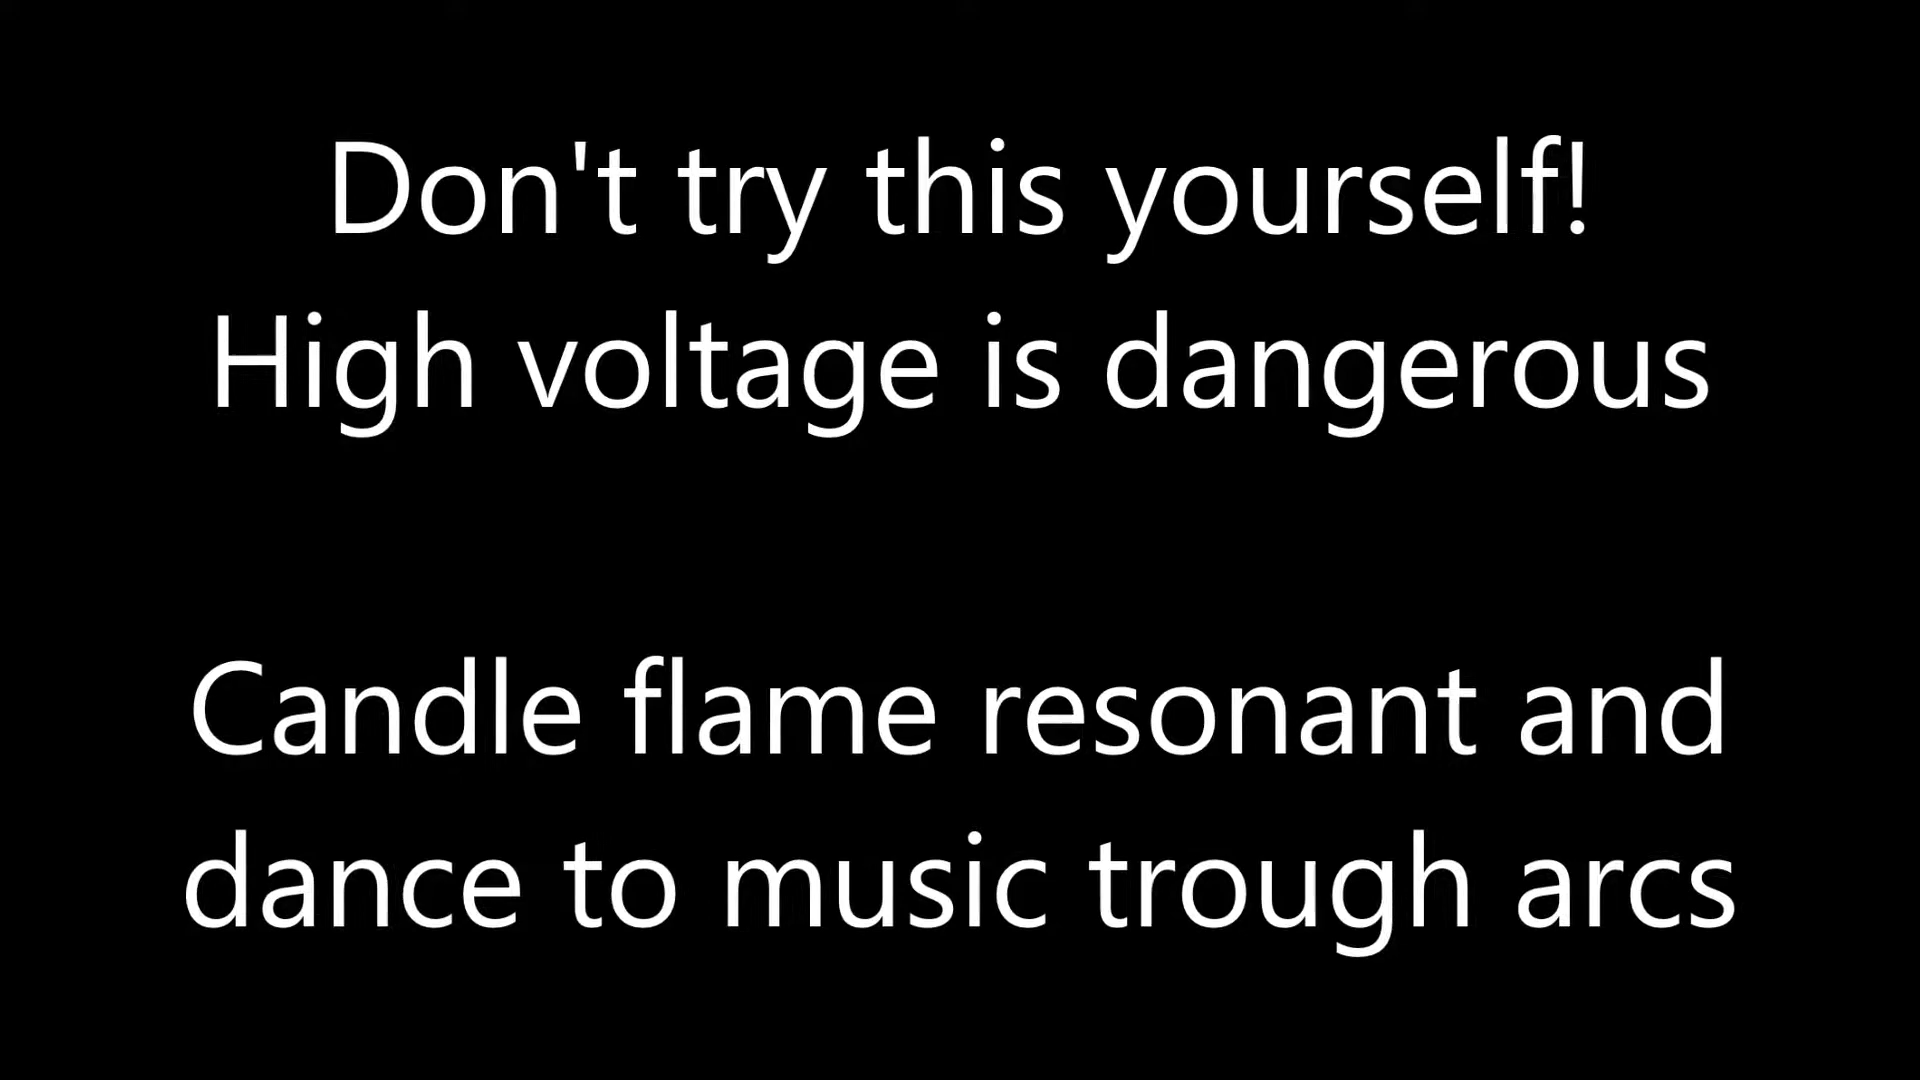 Don't try this yourself!
High voltage is dangerous
Candle flame resonant and
dance to music trough arcs